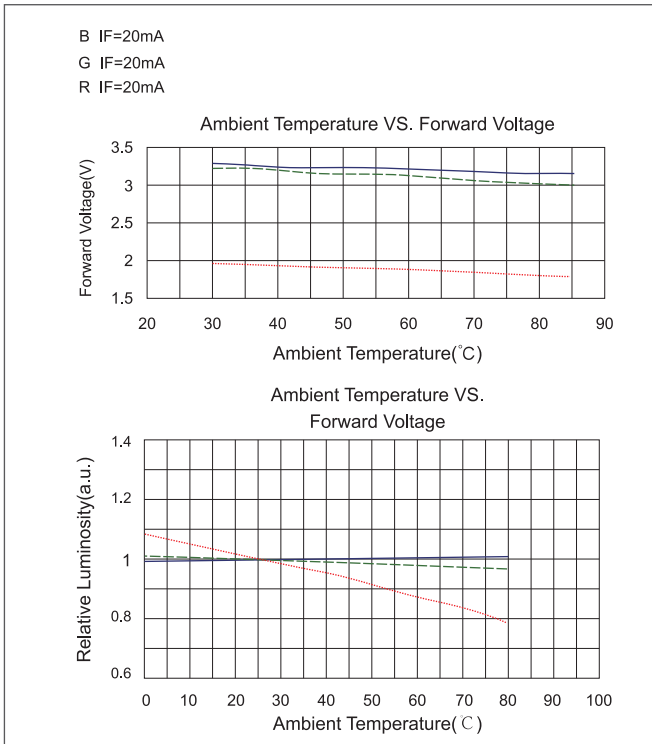 B IF=20mA
G IF=20mA
R IF=20mA
Ambient Temperature VS. Forward Voltage
Forward Voltage(V)
3.5
3
2.5
2
1.5
20 30 40 50 60 70 80 90
Ambient Temperature(°C)
Ambient Temperature VS.
Forward Voltage
Relative Luminosity(a.u.)
1.4
1.2
1
0.8
0.6
0 10 20 30 40 50 60 70 80 90 100
Ambient Temperature(℃)